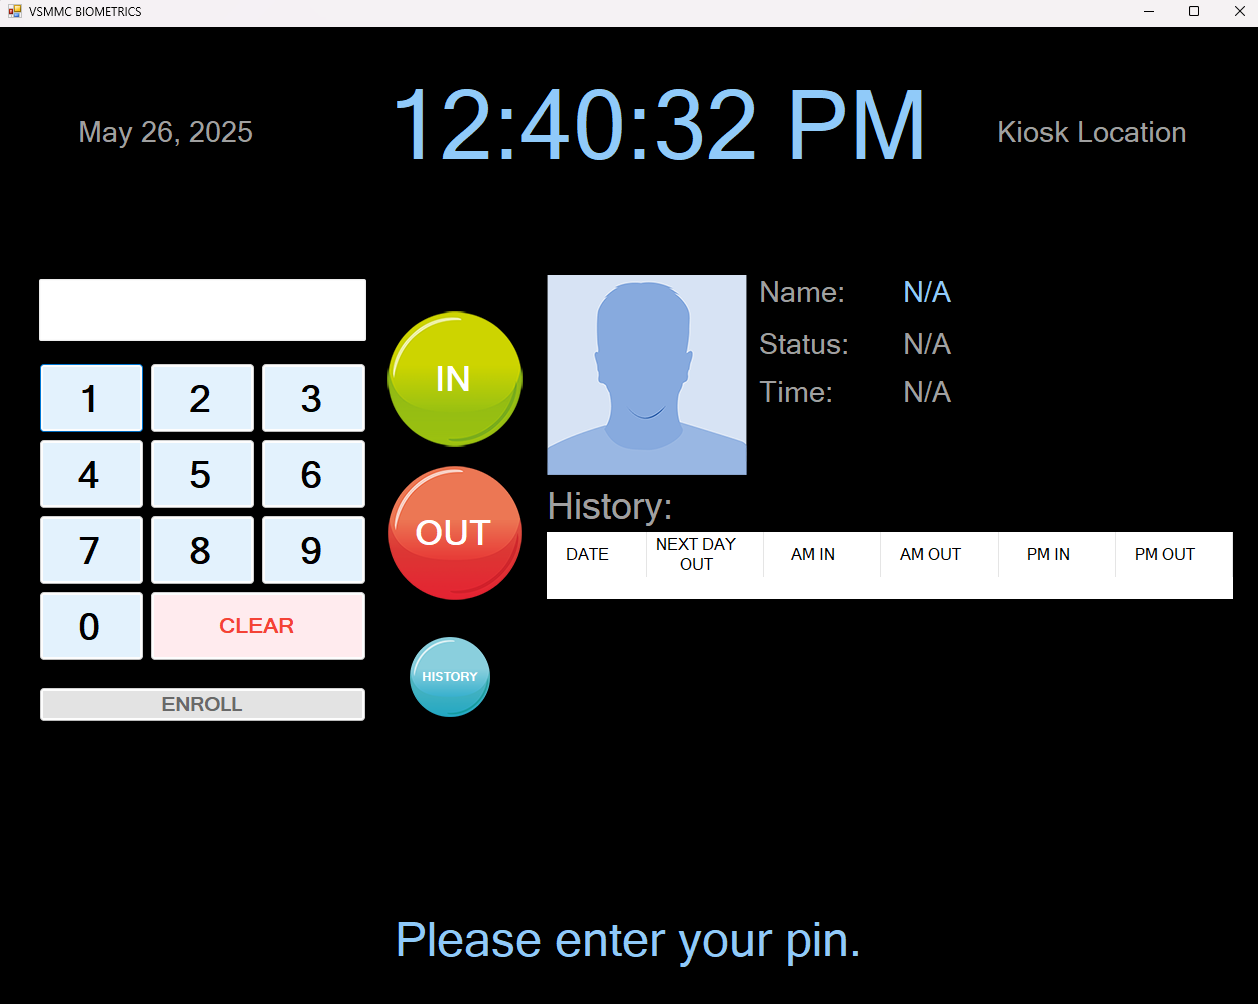 VSMMC BIOMETRICS
May 26, 2025
12:40:32 PM
Kiosk Location
1 2 3
4 5 6
7 8 9
0 CLEAR
ENROLL
IN
OUT
HISTORY
Name: N/A
Status: N/A
Time: N/A
History:
DATE NEXT DAY OUT AM IN AM OUT PM IN PM OUT
Please enter your pin.